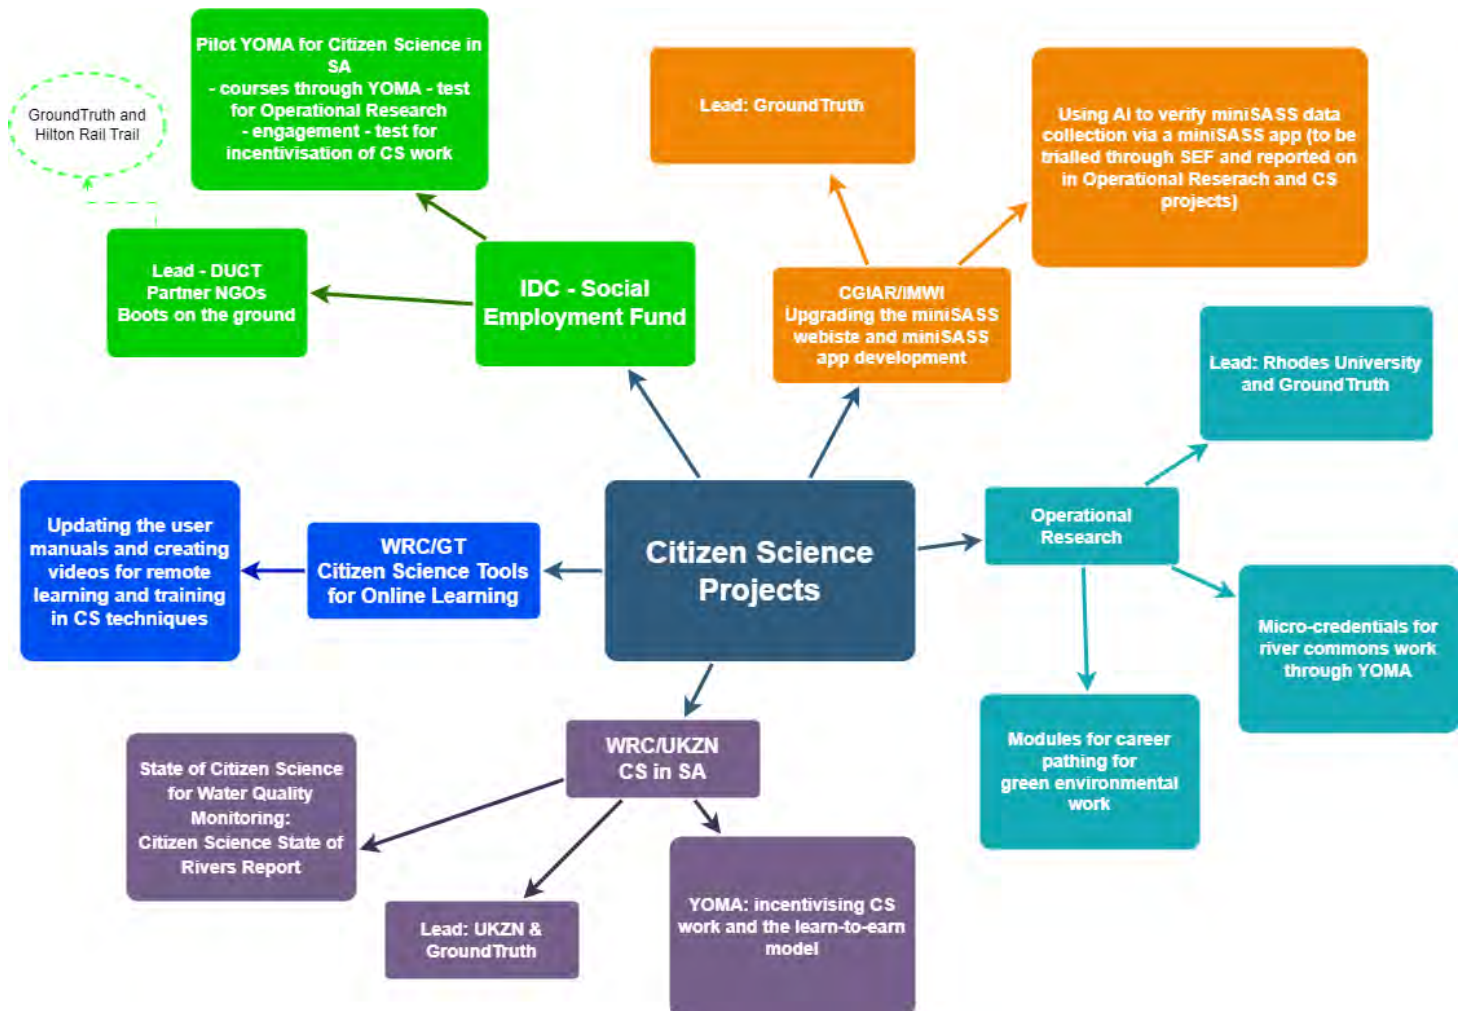 Pilot YOMA for Citizen Science in
SA
- courses through YOMA - test
for Operational Research
- engagement - test for
incentivisation of CS work
GroundTruth and
Hilton Rail Trail
Lead - DUCT
Partner NGOs
Boots on the ground
IDC - Social
Employment Fund
Lead: GroundTruth
Using AI to verify miniSASS data
collection via a miniSASS app (to be
trialled through SEF and reported on
in Operational Reserach and CS
projects)
CGIAR/IMWI
Upgrading the miniSASS
webiste and miniSASS
app development
Lead: Rhodes University
and GroundTruth
Operational
Research
Micro-credentials for
river commons work
through YOMA
Modules for career
pathing for
green environmental
work
Citizen Science
Projects
WRC/GT
Citizen Science Tools
for Online Learning
Updating the user
manuals and creating
videos for remote
learning and training
in CS techniques
WRC/UKZN
CS in SA
State of Citizen Science
for Water Quality
Monitoring:
Citizen Science State of
Rivers Report
Lead: UKZN &
GroundTruth
YOMA: incentivising CS
work and the learn-to-earn
model